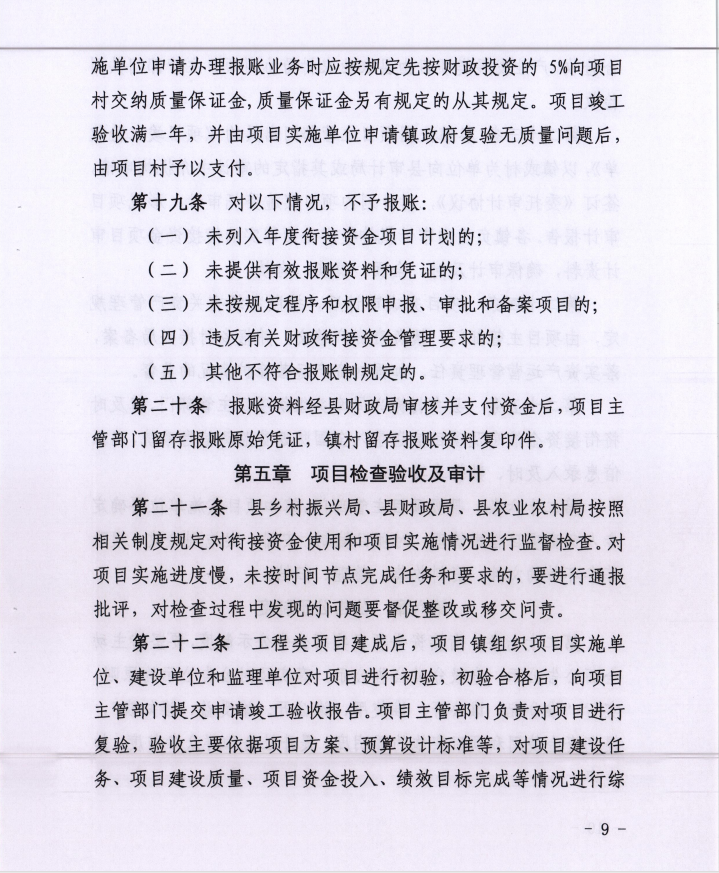 施单位申请办理报账业务时应按规定先按财政投资的 5%向项目
村交纳质量保证金,质量保证金另有规定的从其规定。项目竣工
验收满一年，并由项目实施单位申请镇政府复验无质量问题后，
由项目村予以支付。
第十九条 对以下情况，不予报账：
（一）未列入年度衔接资金项目计划的；
（二）未提供有效报账资料和凭证的；
（三）未按规定程序和权限申报、审批和备案项目的；
（四）违反有关财政衔接资金管理要求的；
（五）其他不符合报账制规定的。
第二十条 报账资料经县财政局审核并支付资金后，项目主
管部门留存报账原始凭证，镇村留存报账资料复印件。
第五章 项目检查验收及审计
第二十一条 县乡村振兴局、县财政局、县农业农村局按照
相关制度规定对衔接资金使用和项目实施情况进行监督检查。对
项目实施进度慢，未按时间节点完成任务和要求的，要进行通报
批评，对检查过程中发现的问题要督促整改或移交问责。
第二十二条 工程类项目建成后，项目镇组织项目实施单
位、建设单位和监理单位对项目进行初验，初验合格后，向项目
主管部门提交申请竣工验收报告。项目主管部门负责对项目进行
复验，验收主要依据项目方案、预算设计标准等，对项目建设任
务、项目建设质量、项目资金投入、绩效目标完成等情况进行综
- 9 -